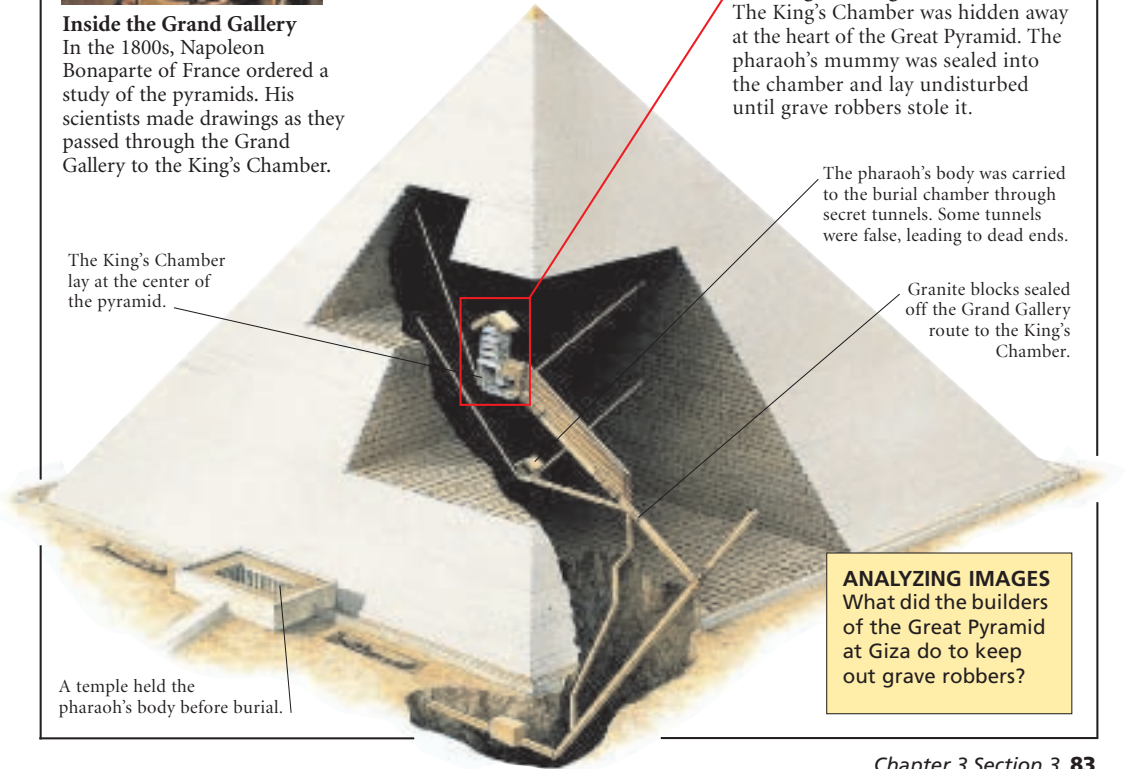 Inside the Grand Gallery
In the 1800s, Napoleon
Bonaparte of France ordered a
study of the pyramids. His
scientists made drawings as they
passed through the Grand
Gallery to the King's Chamber.
The King's Chamber was hidden away
at the heart of the Great Pyramid. The
pharaoh's mummy was sealed into
the chamber and lay undisturbed
until grave robbers stole it.
The pharaoh's body was carried
to the burial chamber through
secret tunnels. Some tunnels
were false, leading to dead ends.
The King's Chamber
lay at the center of
the pyramid.
Granite blocks sealed
off the Grand Gallery
route to the King's
Chamber.
A temple held the
pharaoh's body before burial.
ANALYZING IMAGES
What did the builders
of the Great Pyramid
at Giza do to keep
out grave robbers?
Chapter 3 Section 3 83